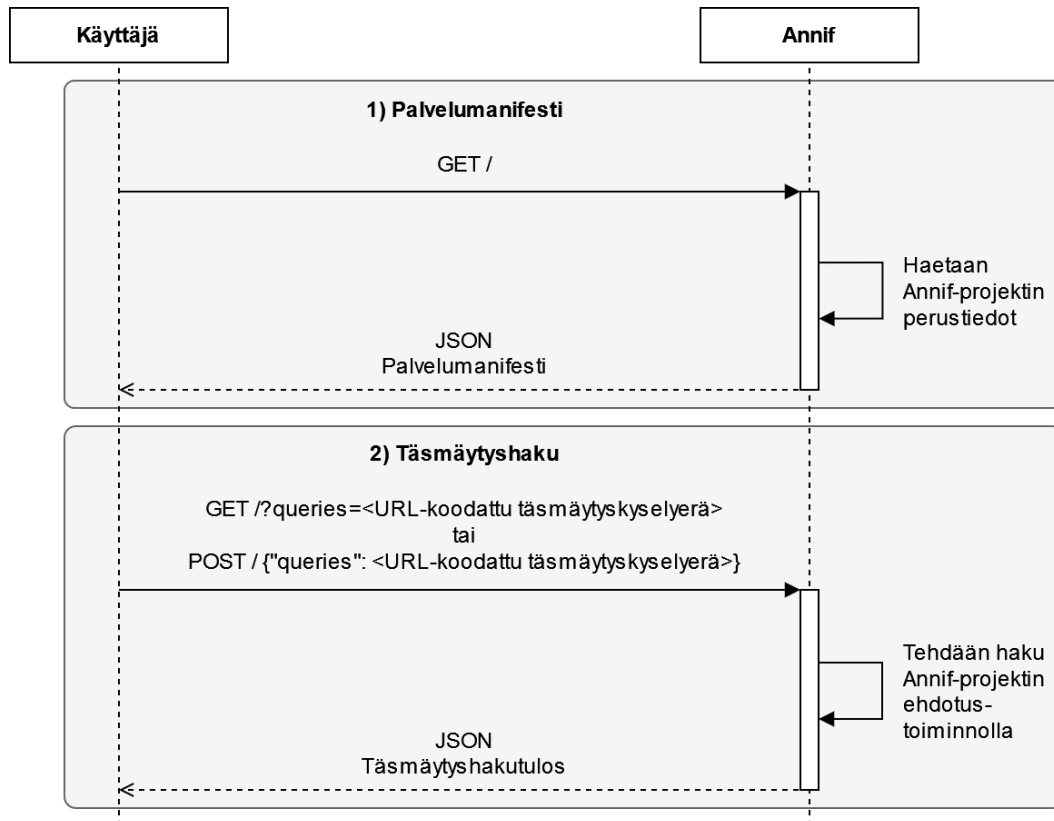 Käyttäjä
Annif
1) Palvelumanifesti
GET /
Haetaan
Annif-projektin
perustiedot
JSON
Palvelumanifesti
2) Täsmäytyshaku
GET /?queries=<URL-koodattu täsmäytyskyselyerä>
tai
POST / {"queries": <URL-koodattu täsmäytyskyselyerä>}
Tehdään haku
Annif-projektin
ehdotus-
toiminnolla
JSON
Täsmäytyshakutulos